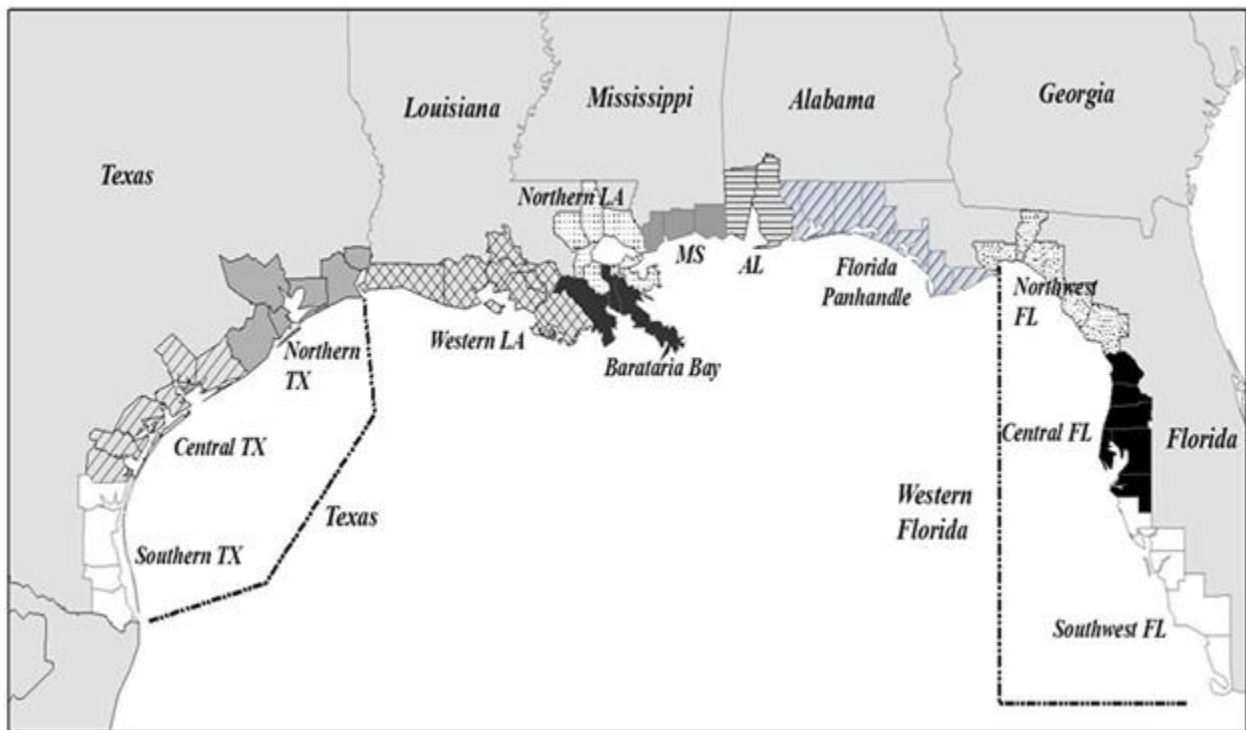 Georgia
Mississippi
Alabama
Louisiana
Texas
Northern LA
MS
AL
Florida
Panhandle
Northwest
FL
Western LA
Northern
TX
Barataria Bay
Central TX
Central FL
Florida
Western
Florida
Texas
Southern TX
Southwest FL